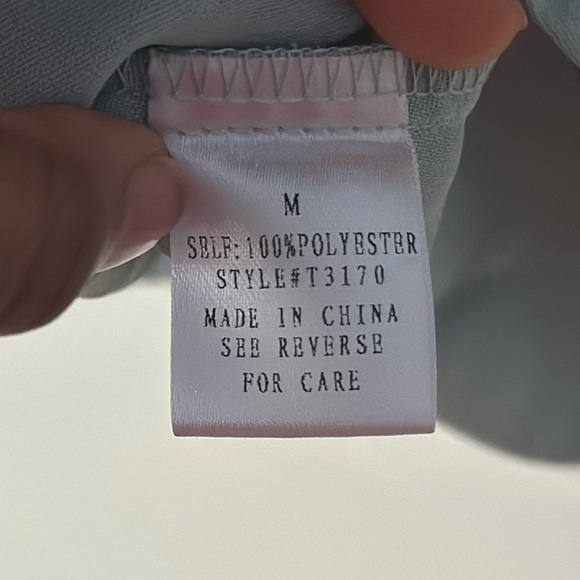 M
SELF:100%POLYESTER
STYLE#T3170
MADE IN CHINA
SEE REVERSE
FOR CARE